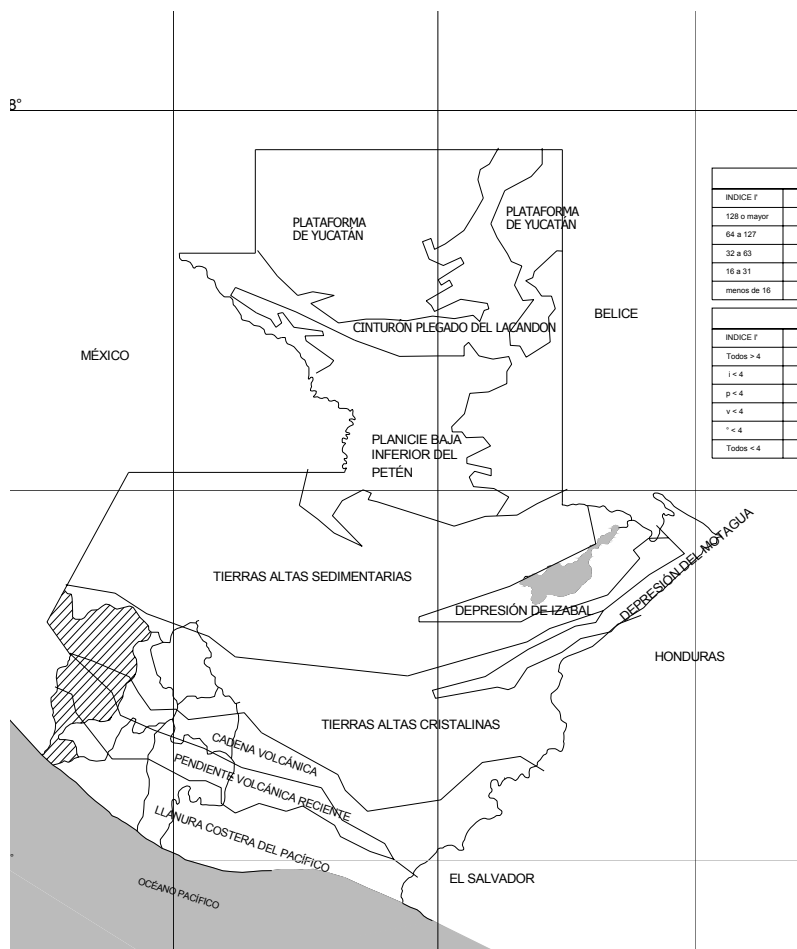 8°
PLATAFORMA
DE YUCATÁN
PLATAFORMA
DE YUCATÁN
INDICE I'
128 o mayor
64 a 127
32 a 63
16 a 31
menos de 16
BELICE
CINTURÓN PLEGADO DEL LACANDON
INDICE I'
Todos > 4
i < 4
p < 4
v < 4
° < 4
Todos < 4
MÉXICO
PLANICIE BAJA
INFERIOR DEL
PETÉN
TIERRAS ALTAS SEDIMENTARIAS
DEPRESIÓN DE IZABAL
DEPRESIÓN DEL MOTAGUA
HONDURAS
TIERRAS ALTAS CRISTALINAS
CADENA VOLCÁNICA
PENDIENTE VOLCÁNICA RECIENTE
LLANURA COSTERA DEL PACÍFICO
°
EL SALVADOR
OCÉANO PACÍFICO